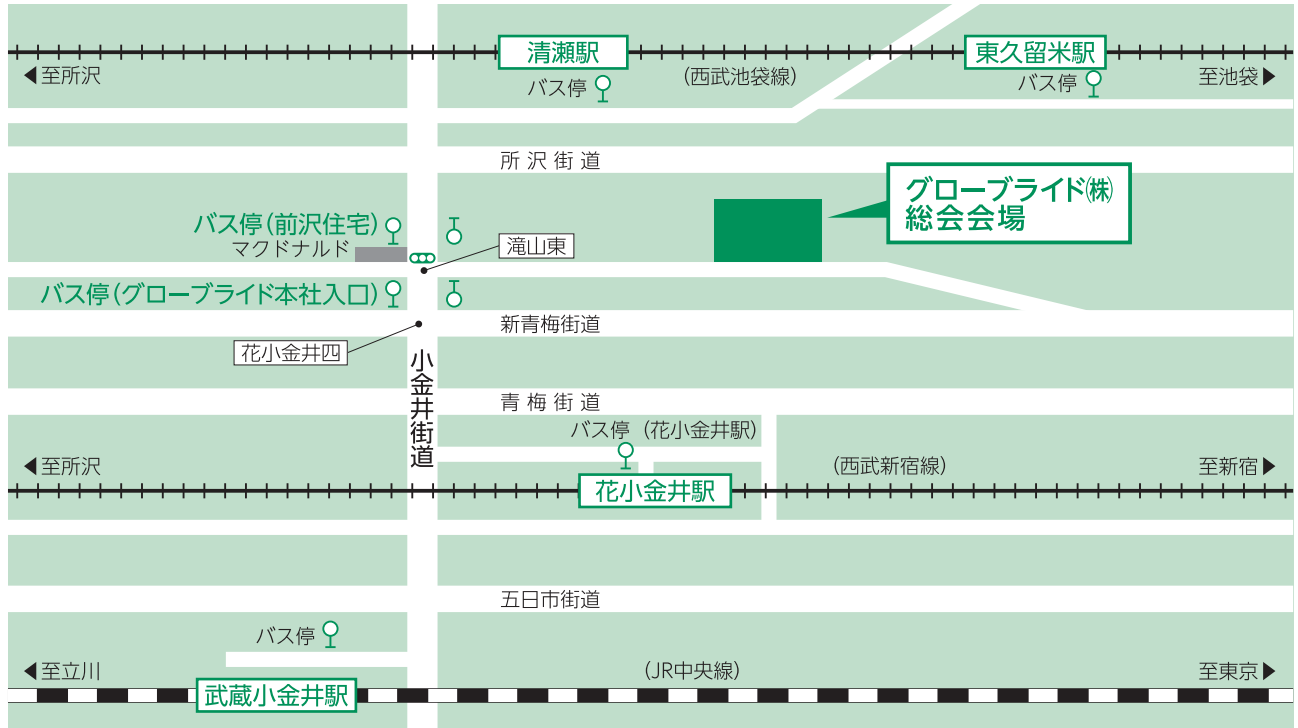 清瀬駅
東久留米駅
◀至所沢
バス停
(西武池袋線)
バス停
至池袋▶
所沢街道
グローブライド㈱
総会会場
バス停(前沢住宅)
マクドナルド
滝山東
バス停(グローブライド本社入口)
新青梅街道
花小金井四
小金井街道
青梅街道
バス停 (花小金井駅)
◀至所沢
(西武新宿線)
至新宿▶
花小金井駅
五日市街道
バス停
◀至立川
(JR中央線)
至東京▶
武蔵小金井駅